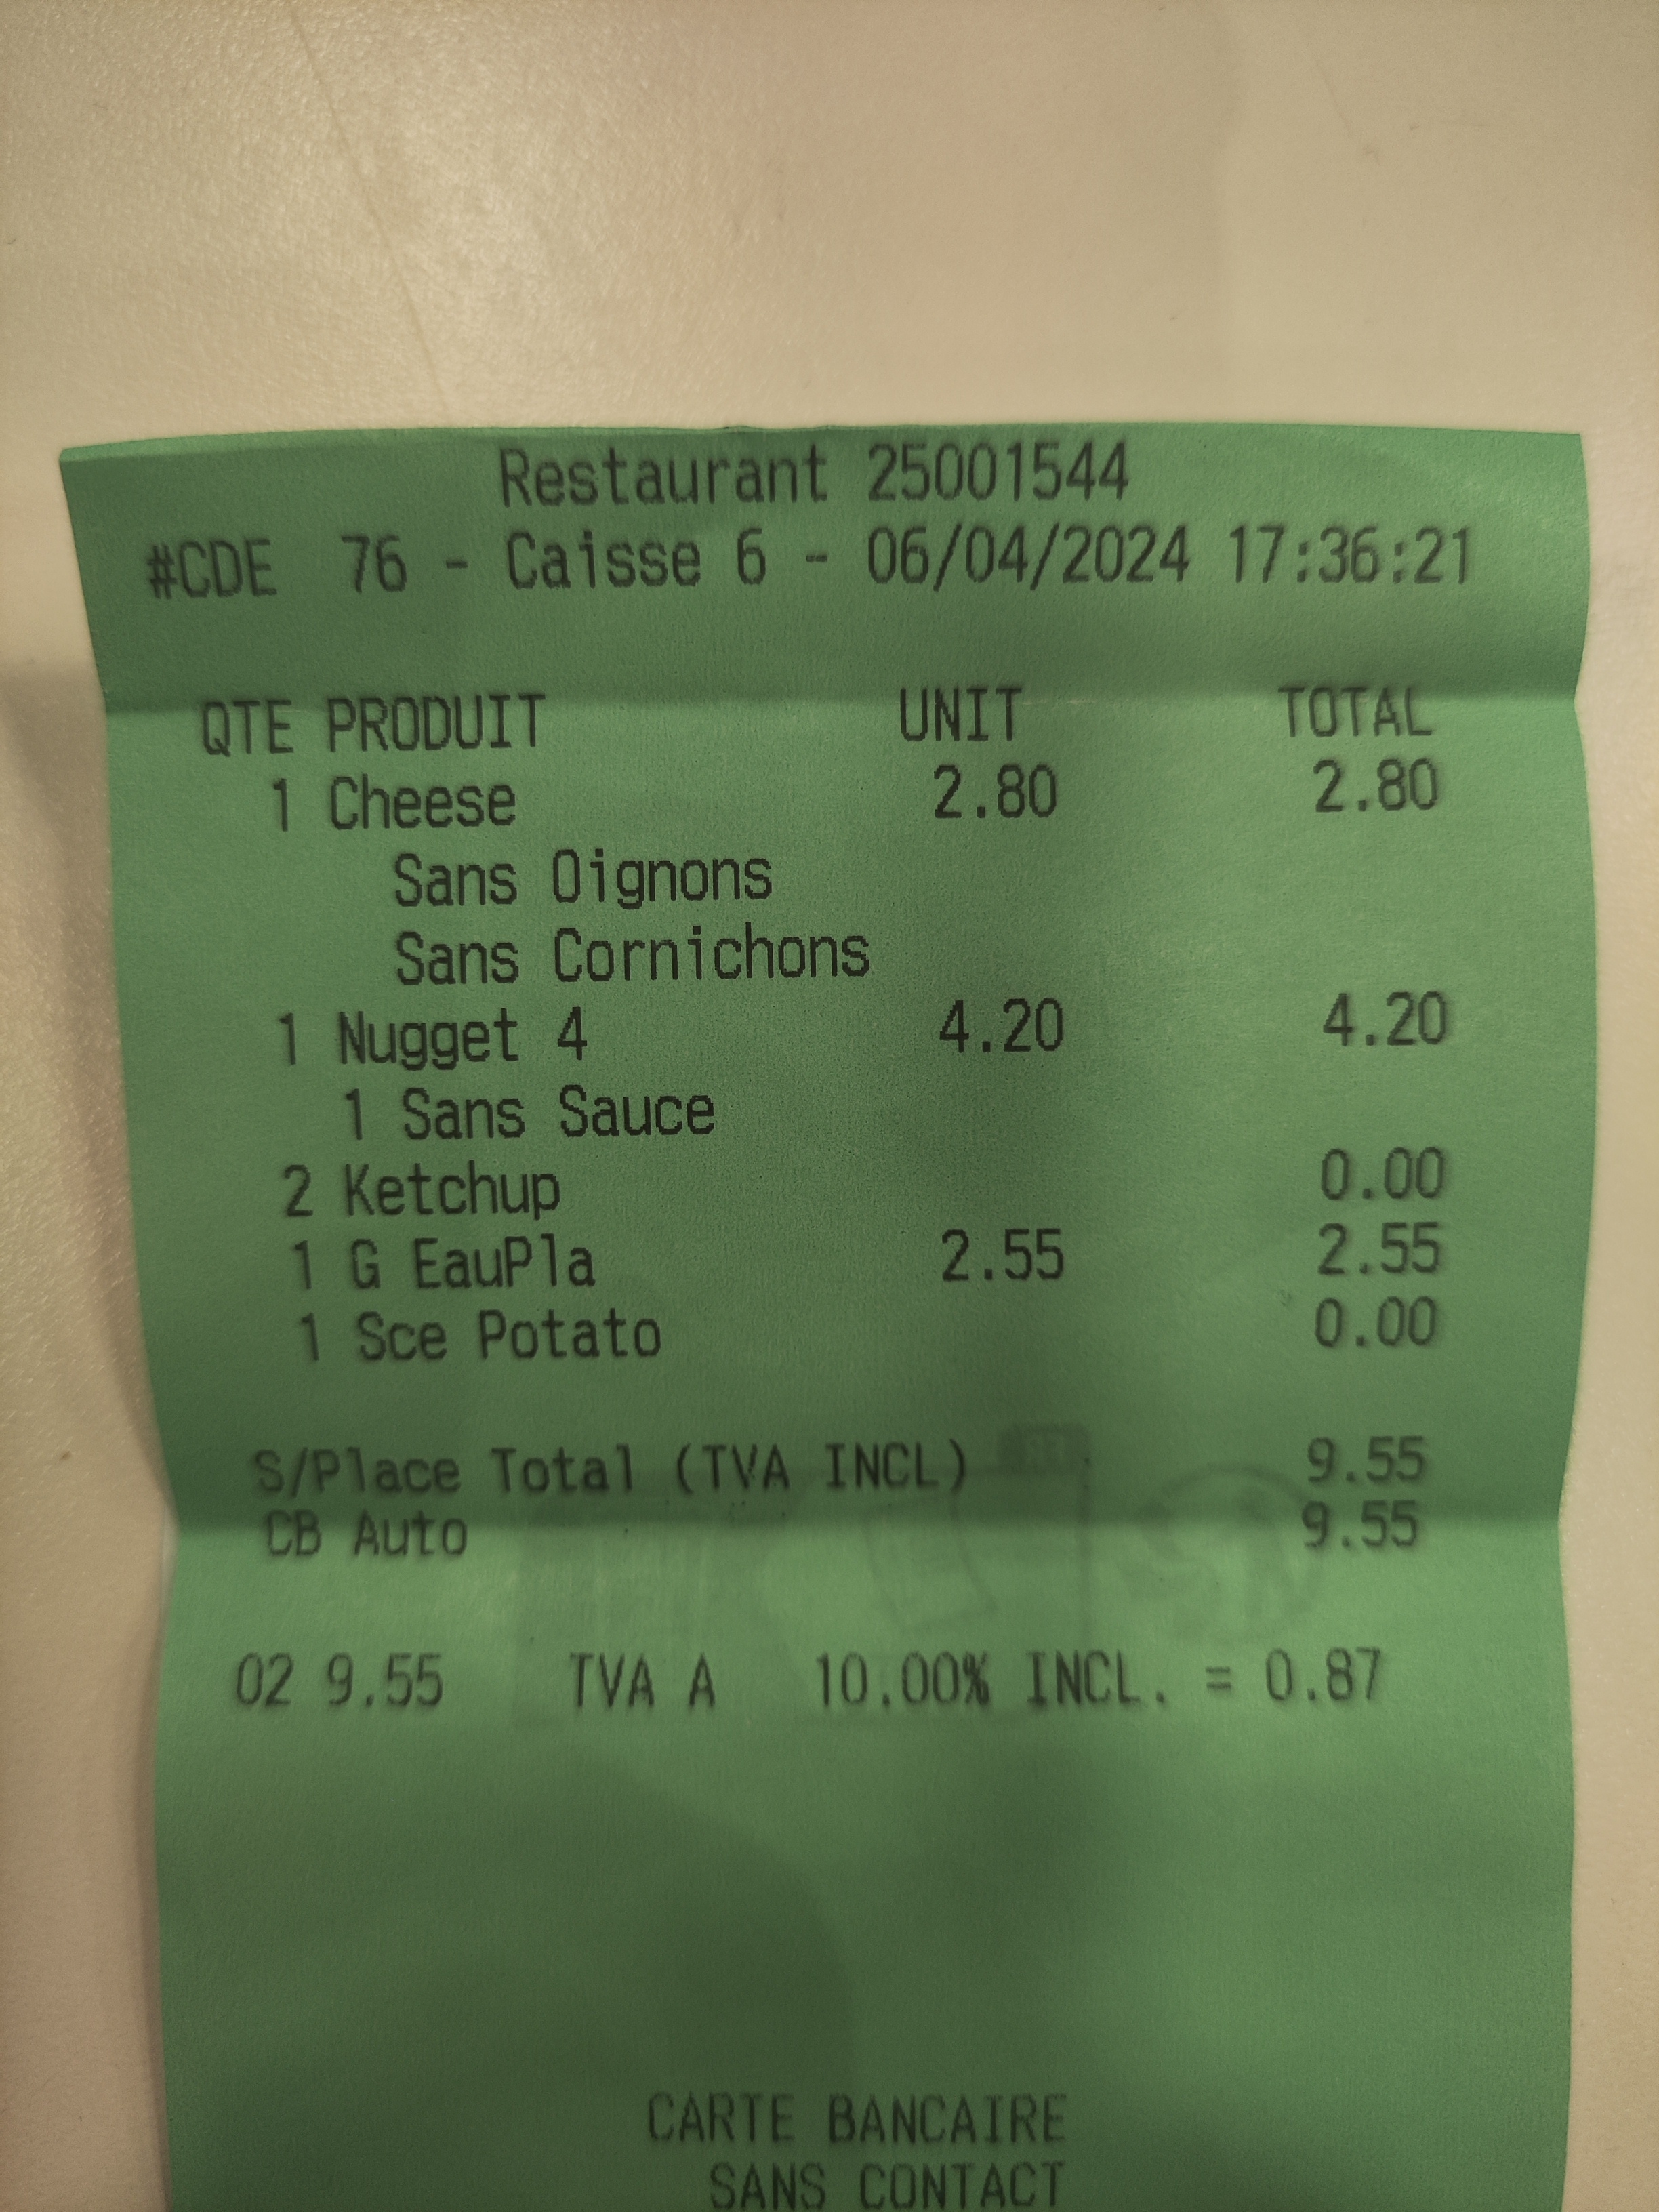 Restaurant 25001544
#CDE 76 - Caisse 6 - 06/04/2024 17:36:21
QTE PRODUIT UNIT TOTAL
1 Cheese 2.80 2.80
Sans Oignons
Sans Cornichons
1 Nugget 4 4.20 4.20
1 Sans Sauce
2 Ketchup 0.00
1 G EauPla 2.55 2.55
1 Sce Potato 0.00
S/Place Total (TVA INCL) 9.55
CB Auto 9.55
02 9.55 TVA A 10.00% INCL. = 0.87
CARTE BANCAIRE
SANS CONTACT